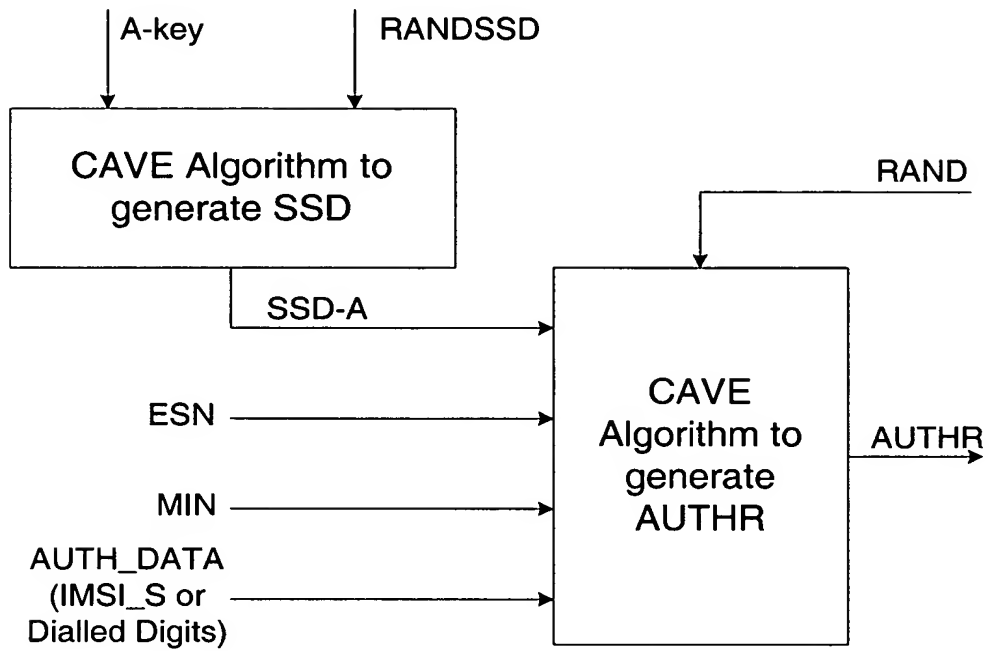 A-key
RANDSSD
CAVE Algorithm to
generate SSD
RAND
SSD-A
CAVE
Algorithm to
generate
AUTHR
ESN
AUTHR
MIN
AUTH_DATA
(IMSI_S or
Dialled Digits)